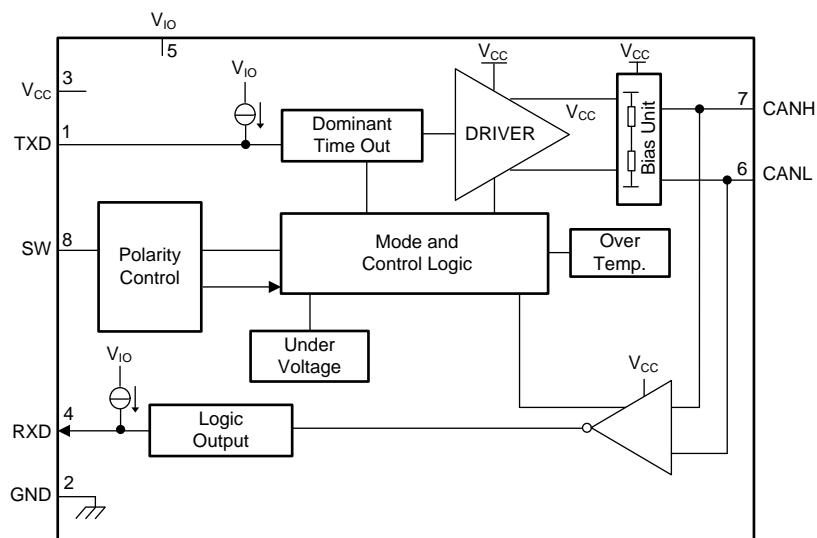 VIO
5
VCC 3
VIO
VCC
VCC
TXD 1
Dominant
Time Out
DRIVER
VCC
Bias Unit
7 CANH
6 CANL
SW 8
Polarity
Control
Mode and
Control Logic
Over
Temp.
Under
Voltage
VIO
VCC
RXD 4
Logic
Output
GND 2